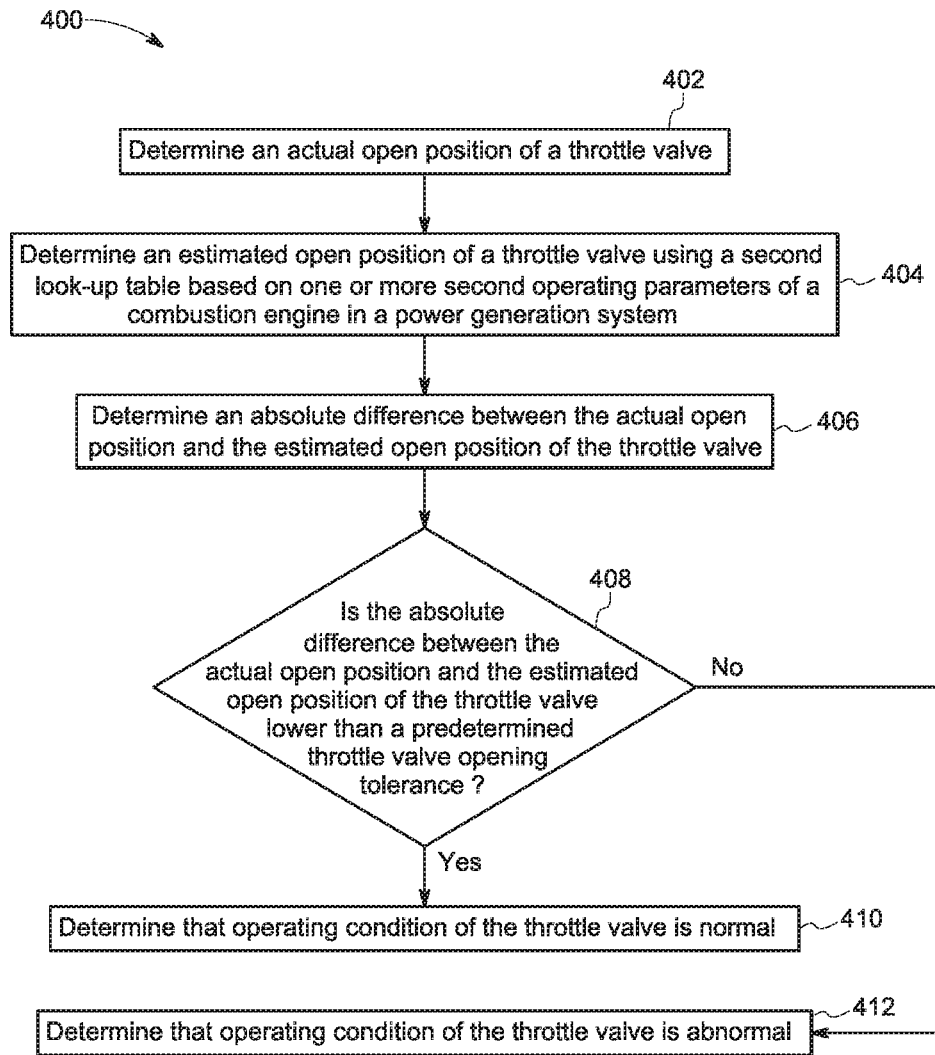 400
402
Determine an actual open position of a throttle valve
Determine an estimated open position of a throttle valve using a second
look-up table based on one or more second operating parameters of a
combustion engine in a power generation system
404
Determine an absolute difference between the actual open
position and the estimated open position of the throttle valve
406
408
Is the absolute
difference between the
actual open position and the estimated
open position of the throttle valve
lower than a predetermined
throttle valve opening
tolerance ?
No
Yes
Determine that operating condition of the throttle valve is normal
410
412
Determine that operating condition of the throttle valve is abnormal